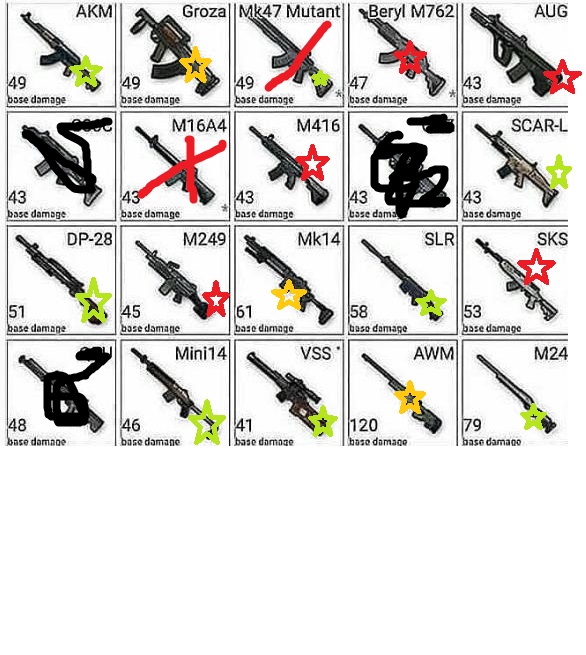 AKM
49
base damage
Groza
49
base damage
Mk47 Mutant
49
base damage
*
Beryl M762
47
base damage
*
AUG
43
base damage
43
base damage
M16A4
43
base damage
*
M416
43
base damage
43
base damage
SCAR-L
43
base damage
DP-28
51
base damage
M249
45
base damage
Mk14
61
base damage
SLR
58
base damage
SKS
53
base damage
48
base damage
Mini14
46
base damage
VSS *
41
base damage
AWM
120
base damage
M24
79
base damage